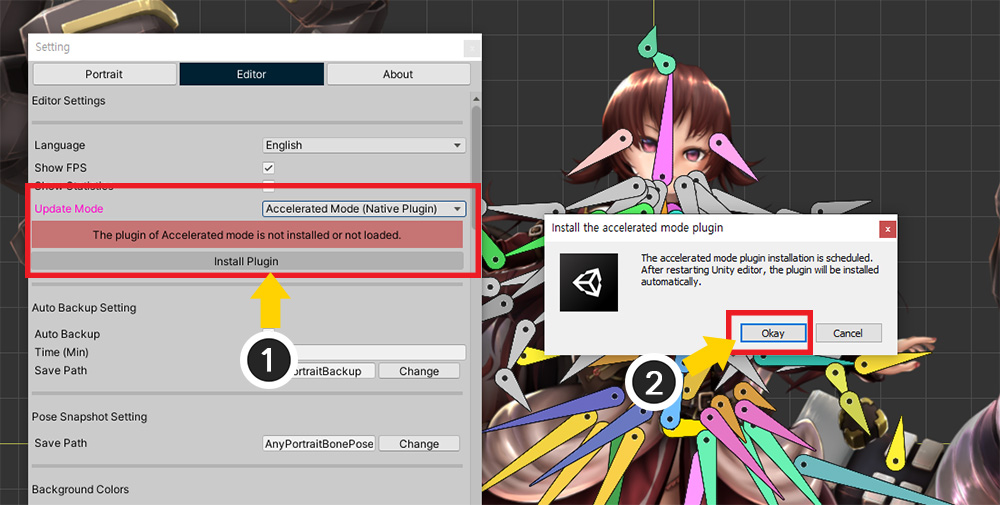 Setting
Portrait
Editor
About
Editor Settings
Language
English
Show FPS
Show Statistics
Update Mode
Accelerated Mode (Native Plugin)
The plugin of Accelerated mode is not installed or not loaded.
Install Plugin
Auto Backup Setting
Auto Backup
Time (Min)
Save Path
ortraitBackup
Change
Pose Snapshot Setting
Save Path
AnyPortraitBonePose
Change
Background Colors
1
Install the accelerated mode plugin
x
The accelerated mode plugin installation is scheduled.
After restarting Unity editor, the plugin will be installed
automatically.
Okay
Cancel
2